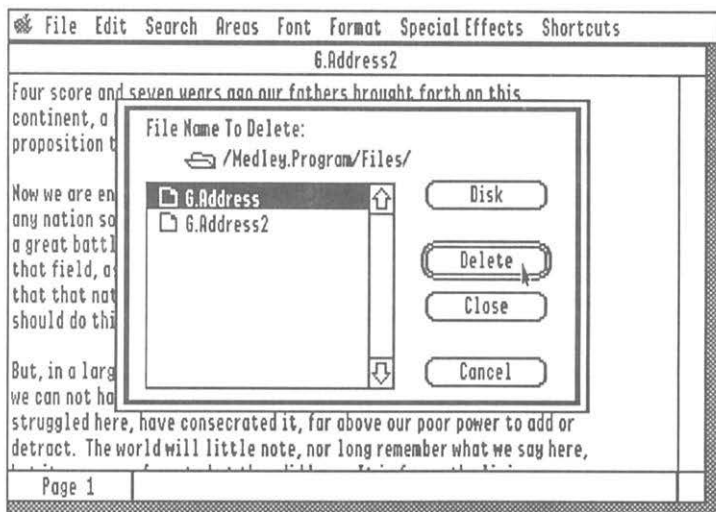 File Edit Search Areas Font Format Special Effects Shortcuts
G.Address2
Four score and seven years ago our fathers brought forth on this
continent, a
proposition t
Now we are en
any nation so
a great battl
that field, as
that that nat
should do thi
But, in a larg
we can not ha
struggled here, have consecrated it, far above our poor power to add or
detract. The world will little note, nor long remember what we say here,
File Name To Delete:
/Medley.Program/Files/
G.Address
G.Address2
Disk
Delete
Close
Cancel
Page 1